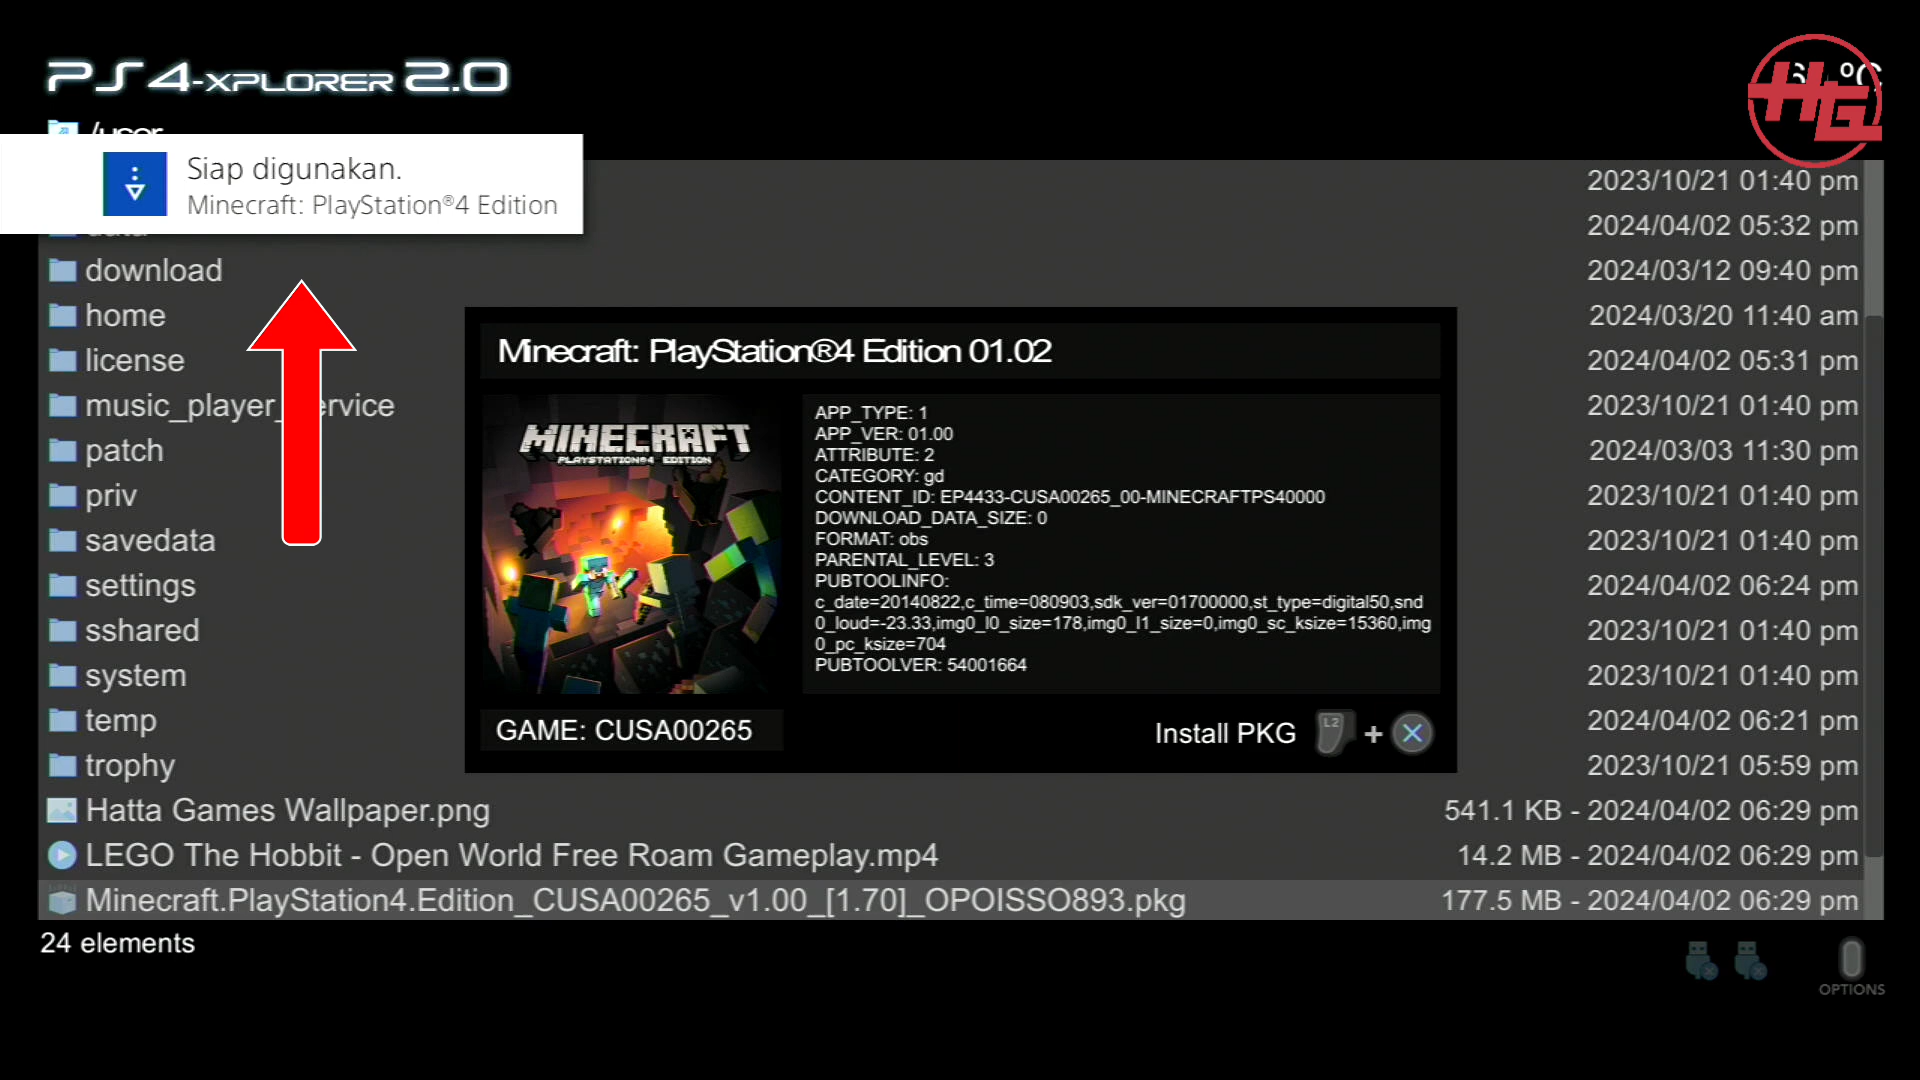 PS4-XPLORER 2.0
°C
HG
/user
Siap digunakan.
Minecraft: PlayStation®4 Edition
2023/10/21 01:40 pm
data 2024/04/02 05:32 pm
download 2024/03/12 09:40 pm
home 2024/03/20 11:40 am
license 2024/04/02 05:31 pm
music_player_service 2023/10/21 01:40 pm
patch 2024/03/03 11:30 pm
priv 2023/10/21 01:40 pm
savedata 2023/10/21 01:40 pm
settings 2024/04/02 06:24 pm
sshared 2023/10/21 01:40 pm
system 2023/10/21 01:40 pm
temp 2024/04/02 06:21 pm
trophy 2023/10/21 05:59 pm
Hatta Games Wallpaper.png 541.1 KB - 2024/04/02 06:29 pm
LEGO The Hobbit - Open World Free Roam Gameplay.mp4 14.2 MB - 2024/04/02 06:29 pm
Minecraft.PlayStation4.Edition_CUSA00265_v1.00_[1.70]_OPOISSO893.pkg 177.5 MB - 2024/04/02 06:29 pm
Minecraft: PlayStation®4 Edition 01.02
MINECRAFT
PLAYSTATION®4 EDITION
APP_TYPE: 1
APP_VER: 01.00
ATTRIBUTE: 2
CATEGORY: gd
CONTENT_ID: EP4433-CUSA00265_00-MINECRAFTPS40000
DOWNLOAD_DATA_SIZE: 0
FORMAT: obs
PARENTAL_LEVEL: 3
PUBTOOLINFO:
c_date=20140822,c_time=080903,sdk_ver=01700000,st_type=digital50,snd
0_loud=-23.33,img0_l0_size=178,img0_l1_size=0,img0_sc_ksize=15360,img
0_pc_ksize=704
PUBTOOLVER: 54001664
GAME: CUSA00265
Install PKG L2 +
24 elements
OPTIONS